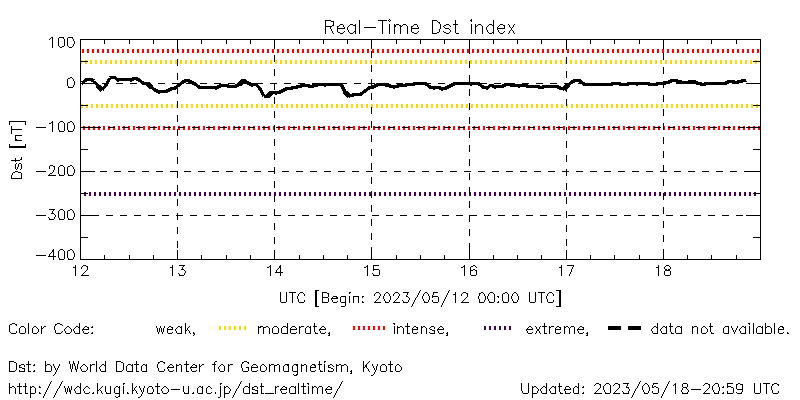 Real-Time Dst index
100
0
-100
-200
-300
-400
Dst [nT]
12 13 14 15 16 17 18
UTC [Begin: 2023/05/12 00:00 UTC]
Color Code: weak, moderate, intense, extreme, data not available.
Dst: by World Data Center for Geomagnetism, Kyoto
http://wdc.kugi.kyoto-u.ac.jp/dst_realtime/ Updated: 2023/05/18-20:59 UTC